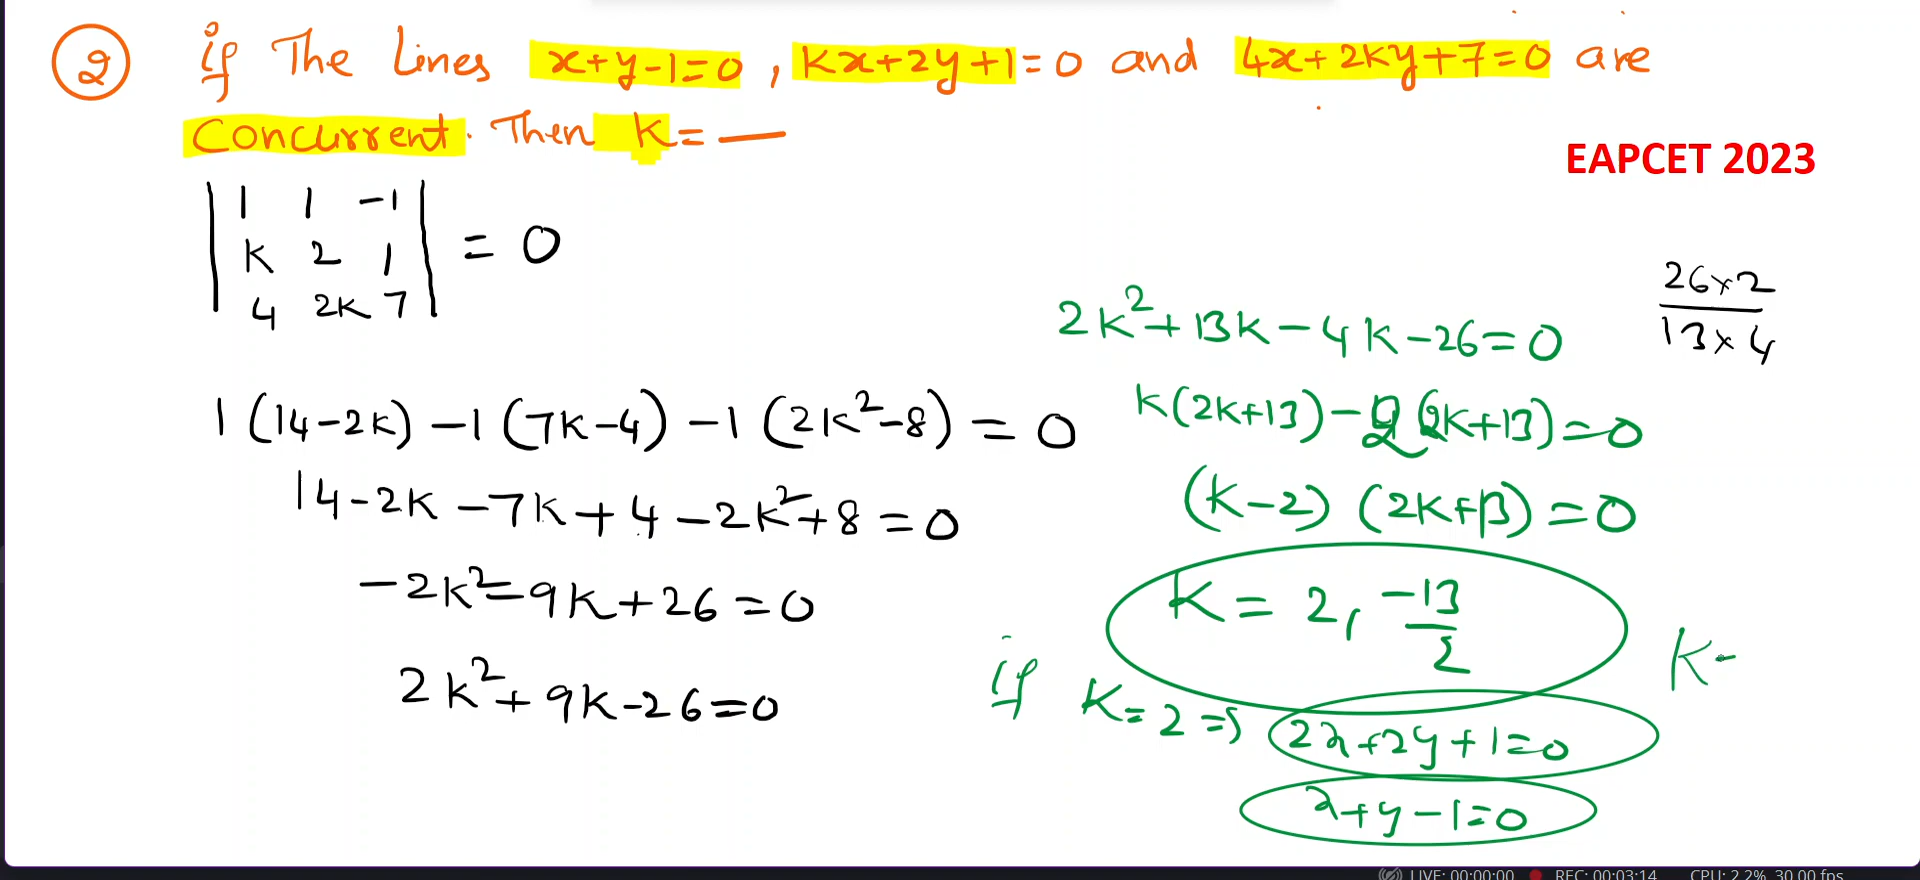 2 if The Lines x+y-1=0, Kx+2y+1=0 and 4x+2Ky+7=0 are
Concurrent. Then K= —
EAPCET 2023
| 1 1 -1 |
| K 2 1 | = 0
| 4 2K 7 |
1(14-2K)-1(7K-4)-1(2K²-8)=0
14-2K-7K+4-2K²+8=0
-2K²-9K+26=0
2K²+9K-26=0
26×2
13×4
2K²+13K-4K-26=0
K(2K+13)-2(2K+13)=0
(K-2)(2K+13)=0
K=2, -13/2
if K=2 ⇒ 2x+2y+1=0
x+y-1=0
K-
LIVE: 00:00:00 REC: 00:03:14 CPU: 2.2%, 30.00 fps